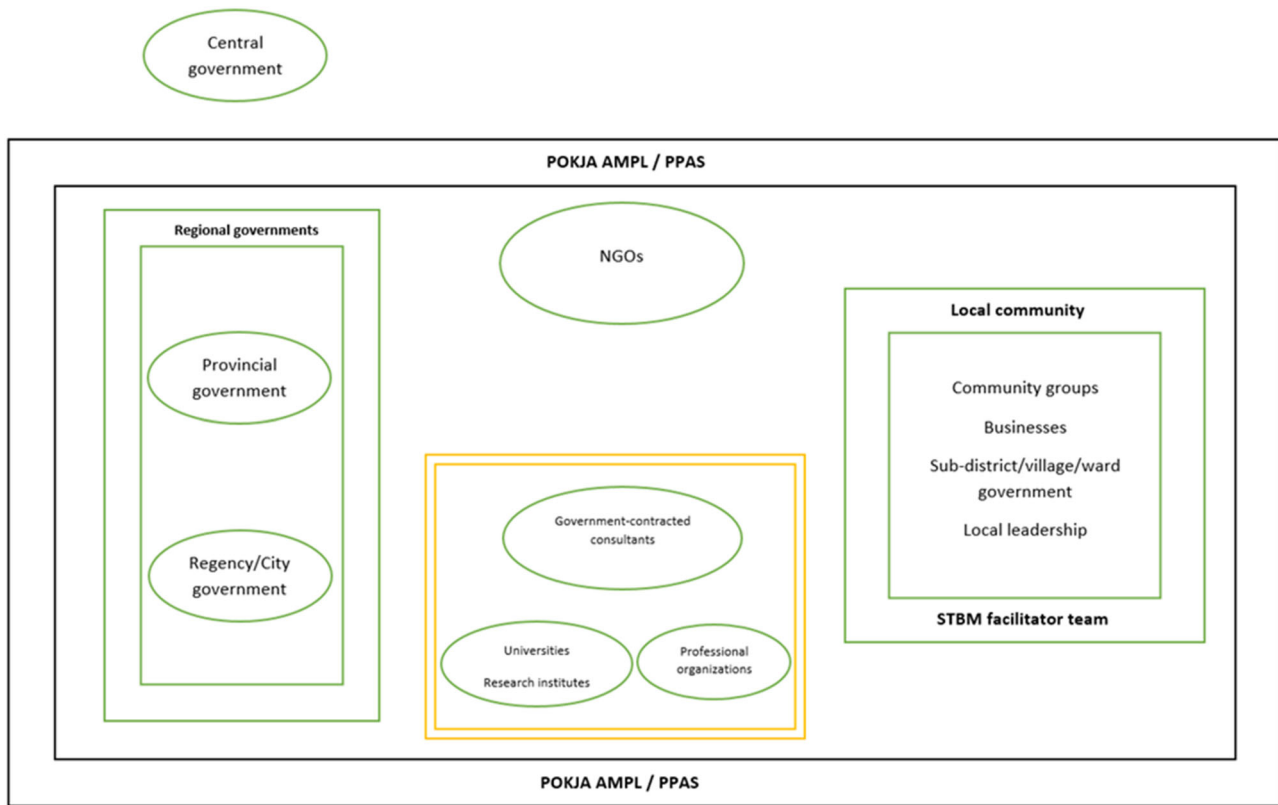 Central
government
POKJA AMPL / PPAS
Regional governments
Provincial
government
Regency/City
government
NGOs
Government-contracted
consultants
Universities
Research institutes
Professional
organizations
Local community
Community groups
Businesses
Sub-district/village/ward
government
Local leadership
STBM facilitator team
POKJA AMPL / PPAS